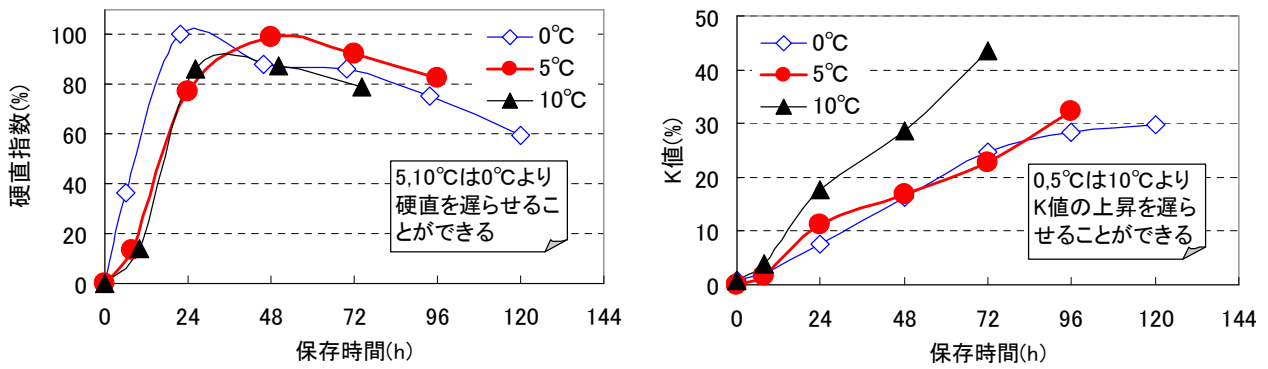 硬直指数(%)
100
80
60
40
20
0
0℃
5℃
10℃
5,10℃は0℃より
硬直を遅らせるこ
とができる
0 24 48 72 96 120 144
保存時間(h)
K値(%)
50
40
30
20
10
0
0℃
5℃
10℃
0,5℃は10℃より
K値の上昇を遅ら
せることができる
0 24 48 72 96 120 144
保存時間(h)